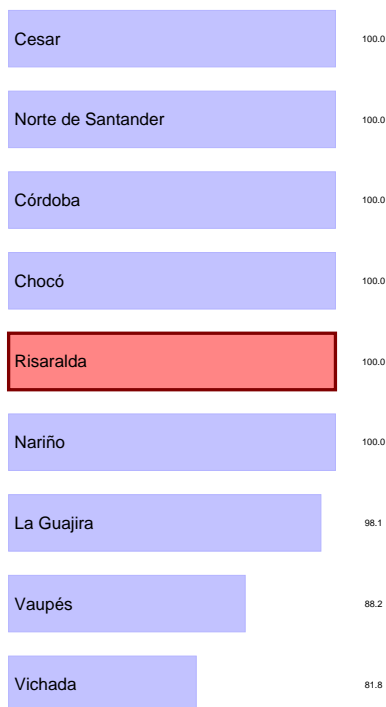 Cesar 100.0
Norte de Santander 100.0
Córdoba 100.0
Chocó 100.0
Risaralda 100.0
Nariño 100.0
La Guajira 98.1
Vaupés 88.2
Vichada 81.8